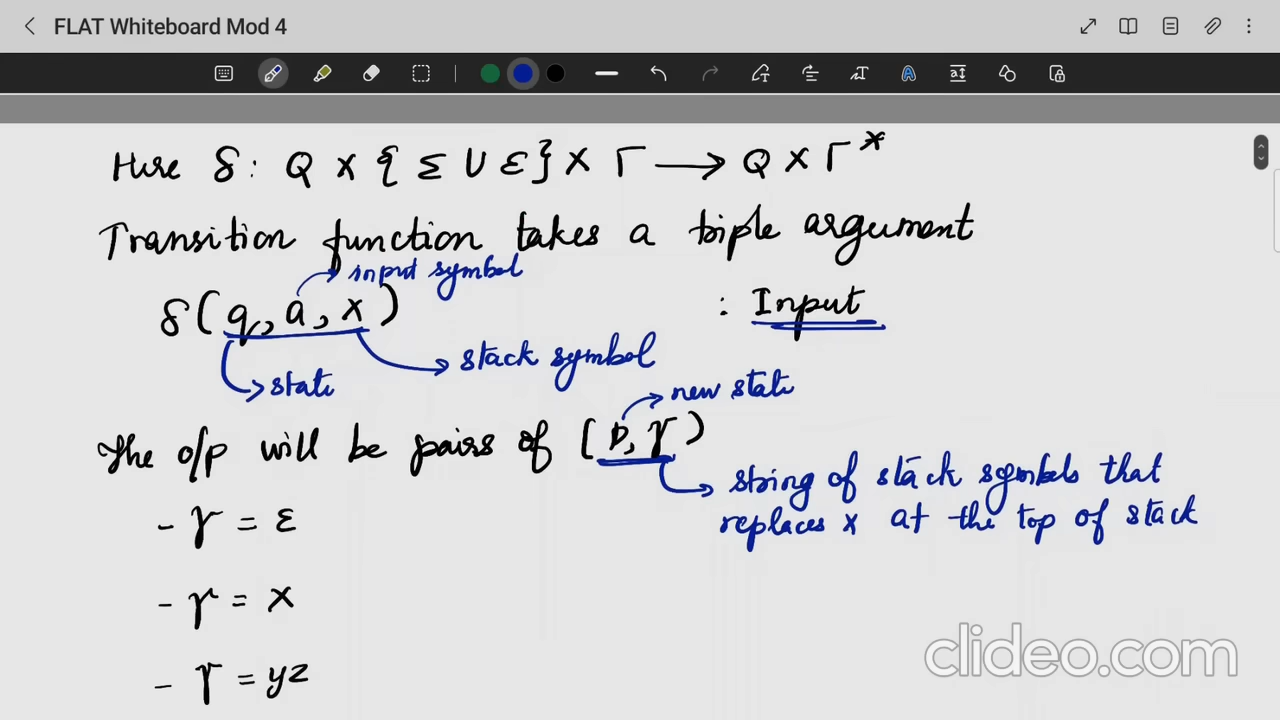 FLAT Whiteboard Mod 4
Here δ: Q × { Σ ∪ ε} × Γ → Q × Γ*
Transition function takes a triple argument
input symbol
δ(q, a, x) : Input
stack symbol
state
new state
The o/p will be pairs of (p, γ)
string of stack symbols that
replaces x at the top of stack
- γ = ε
- γ = x
- γ = yz
clideo.com